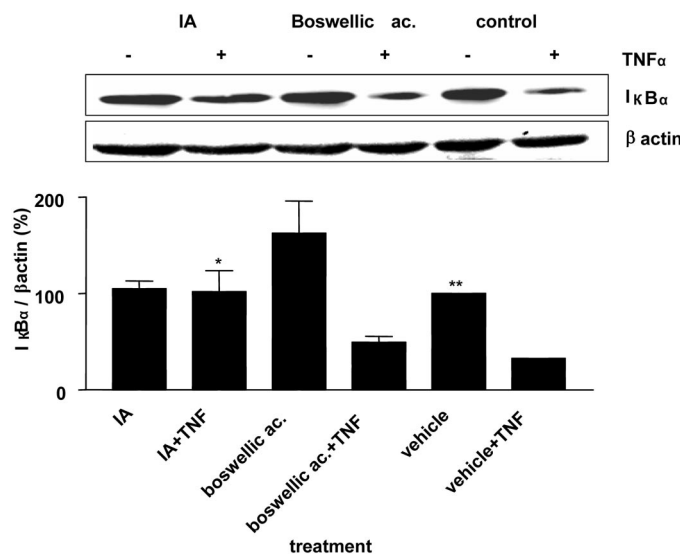 IA Boswellic ac. control
- + - + - + TNFα
IκBα
β actin
200
100
0
IκBα / βactin (%)
*
**
IA
IA+TNF
boswellic ac.
boswellic ac.+TNF
vehicle
vehicle+TNF
treatment